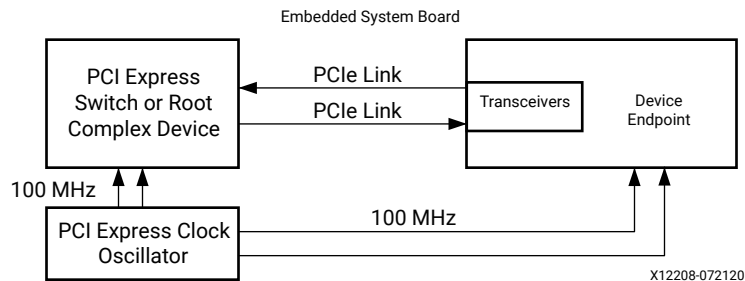 Embedded System Board
PCI Express
Switch or Root
Complex Device
PCIe Link
PCIe Link
Transceivers
Device
Endpoint
100 MHz
PCI Express Clock
Oscillator
100 MHz
X12208-072120